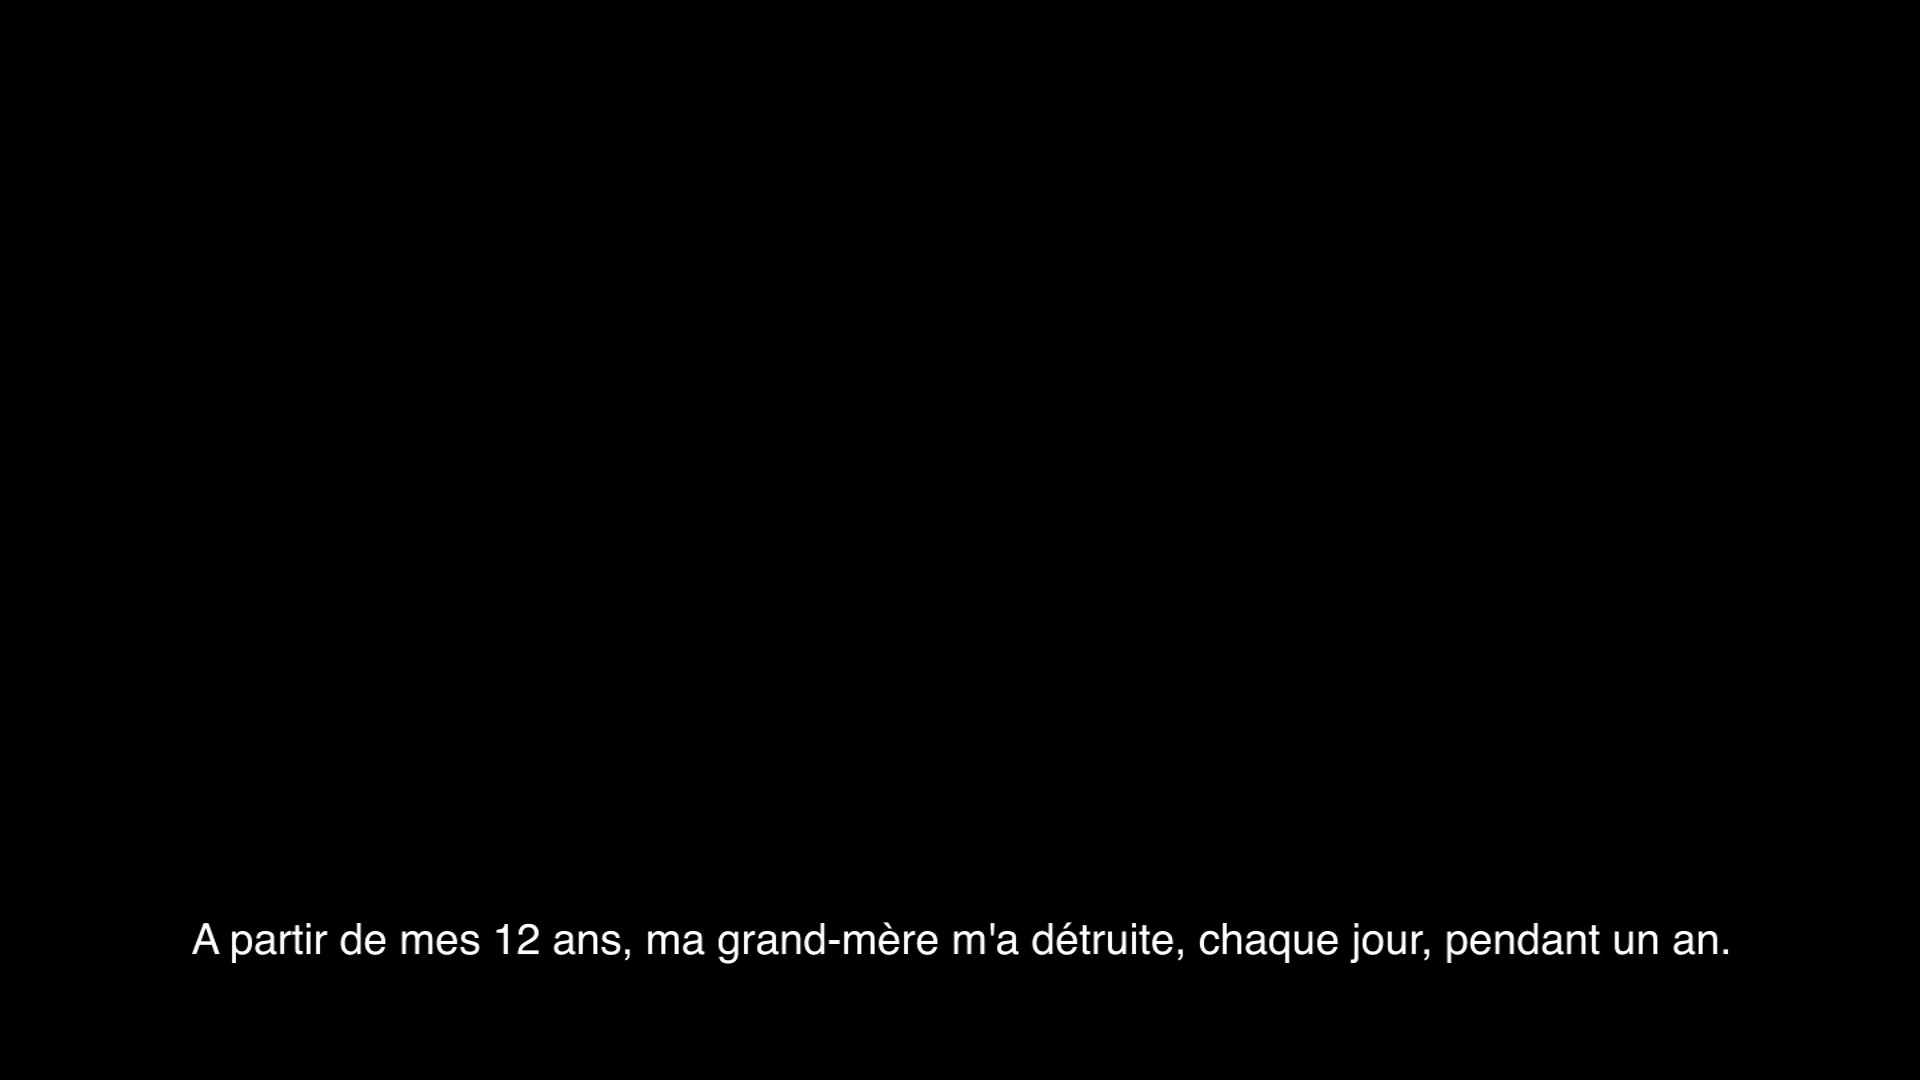 A partir de mes 12 ans, ma grand-mère m'a détruite, chaque jour, pendant un an.